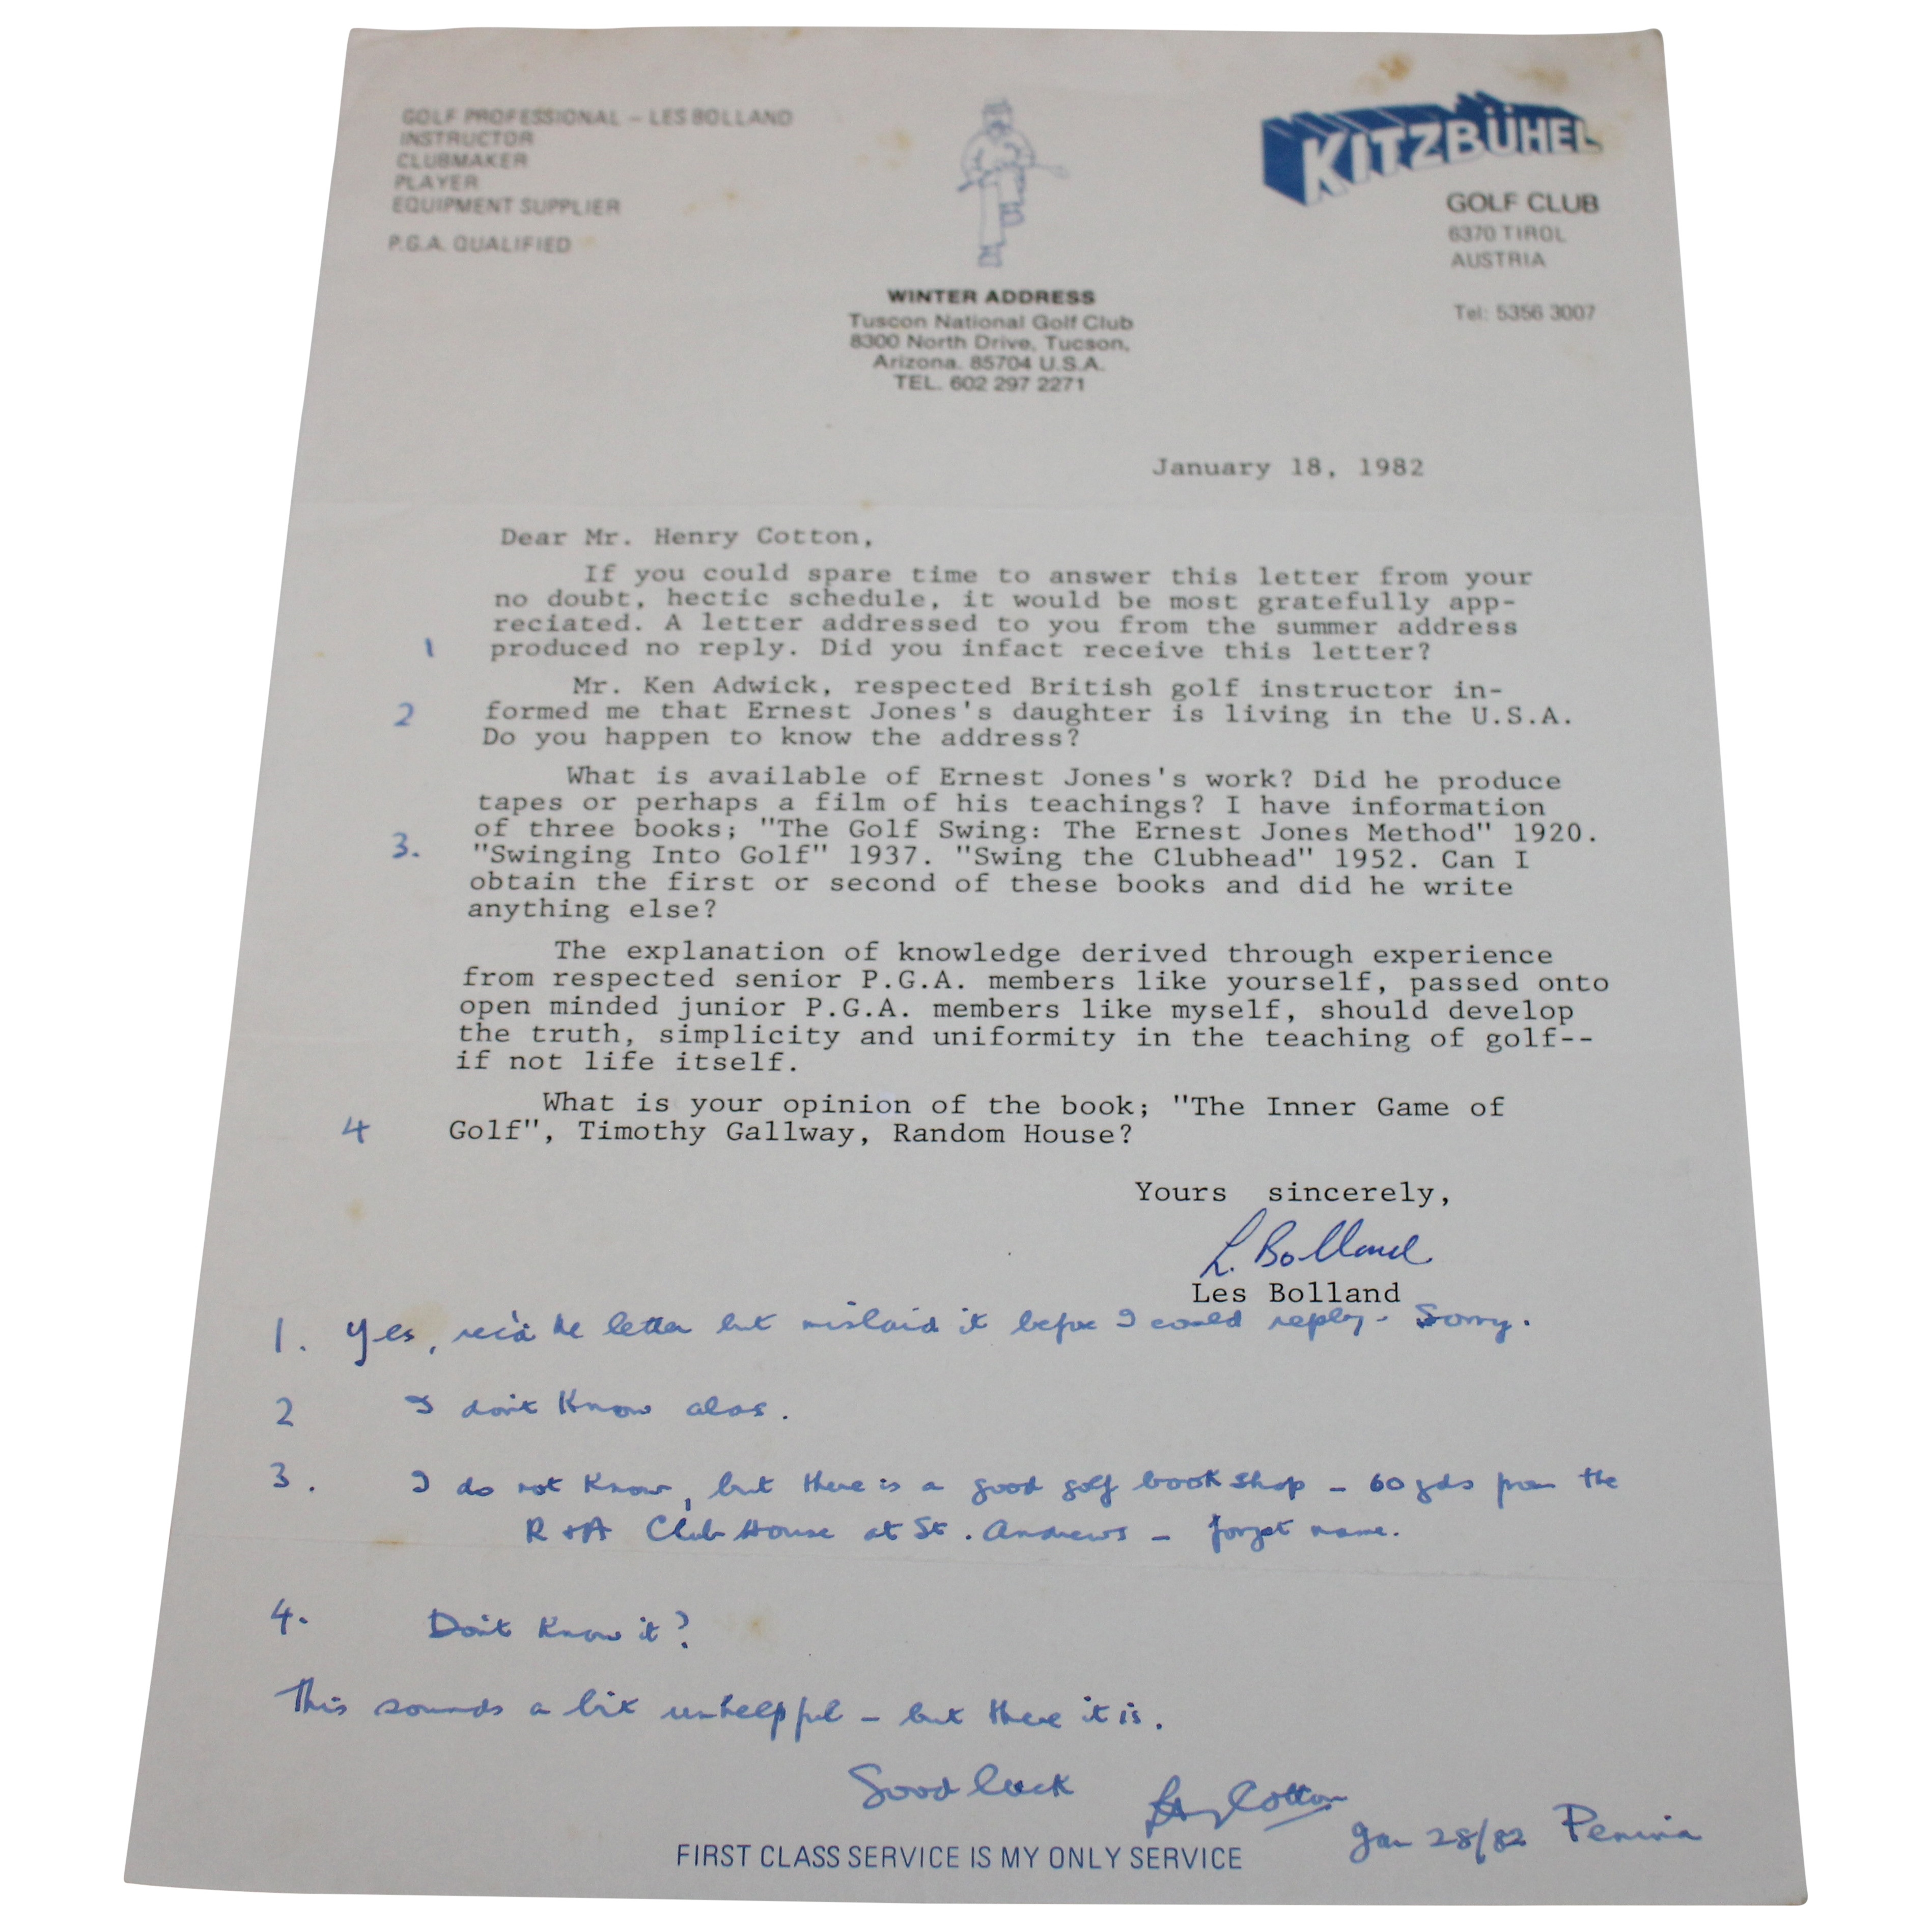 GOLF PROFESSIONAL – LES BOLLAND
INSTRUCTOR
CLUBMAKER
PLAYER
EQUIPMENT SUPPLIER
P.G.A. QUALIFIED
KITZBÜHEL
GOLF CLUB
6370 TIROL
AUSTRIA
Tel: 5356 3007
WINTER ADDRESS
Tuscon National Golf Club
8300 North Drive, Tucson,
Arizona. 85704 U.S.A.
TEL. 602 297 2271
January 18, 1982
Dear Mr. Henry Cotton,
If you could spare time to answer this letter from your
no doubt, hectic schedule, it would be most gratefully app-
reciated. A letter addressed to you from the summer address
1 produced no reply. Did you infact receive this letter?
Mr. Ken Adwick, respected British golf instructor in-
2 formed me that Ernest Jones's daughter is living in the U.S.A.
Do you happen to know the address?
What is available of Ernest Jones's work? Did he produce
tapes or perhaps a film of his teachings? I have information
of three books; "The Golf Swing: The Ernest Jones Method" 1920.
3. "Swinging Into Golf" 1937. "Swing the Clubhead" 1952. Can I
obtain the first or second of these books and did he write
anything else?
The explanation of knowledge derived through experience
from respected senior P.G.A. members like yourself, passed onto
open minded junior P.G.A. members like myself, should develop
the truth, simplicity and uniformity in the teaching of golf--
if not life itself.
What is your opinion of the book; "The Inner Game of
4 Golf", Timothy Gallway, Random House?
Yours sincerely,
L. Bolland
Les Bolland
1. Yes, rec'd the letter but mislaid it before I could reply - Sorry.
2 I don't know alas.
3. I do not know, but there is a good golf book shop – 60 yds from the
R & A Club House at St. Andrews – forget name.
4. Don't know it?
This sounds a bit unhelpful – but there it is.
Good luck Henry Cotton
Jan 28/82 Penina
FIRST CLASS SERVICE IS MY ONLY SERVICE